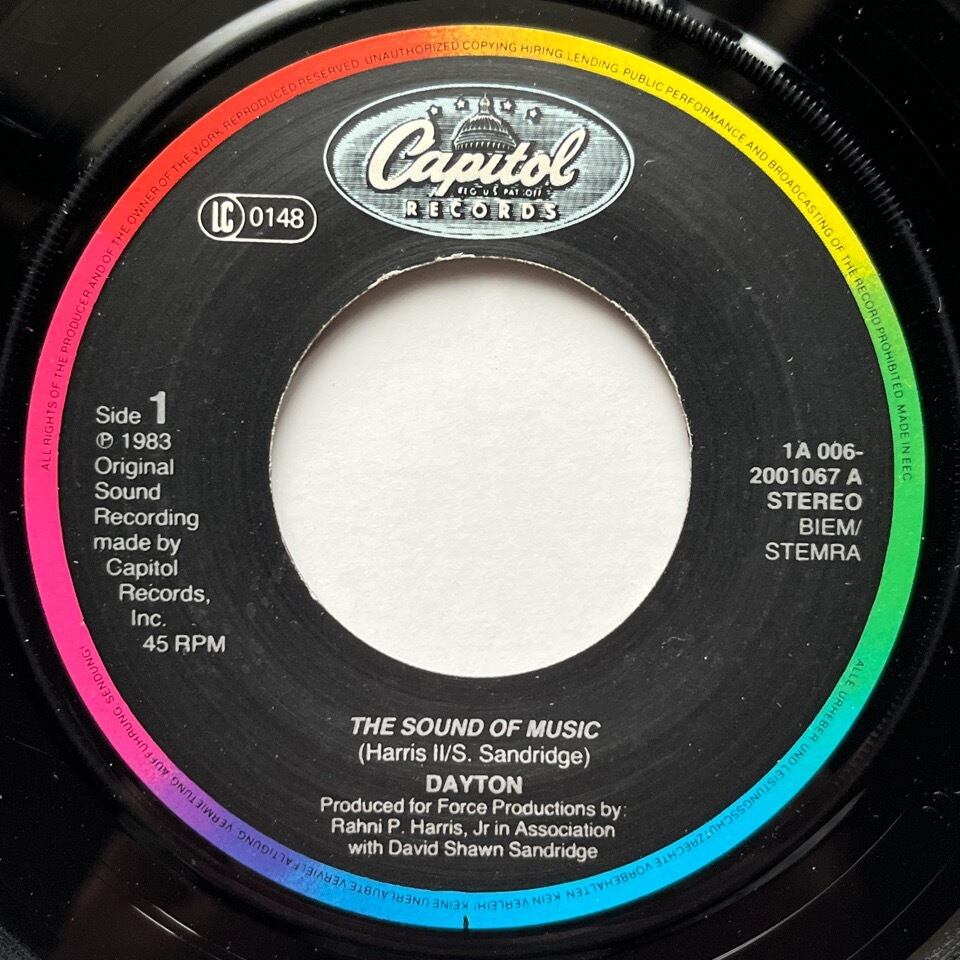 ALL RIGHTS OF THE PRODUCER AND OF THE OWNER OF THE WORK REPRODUCED RESERVED UNAUTHORIZED COPYING HIRING LENDING PUBLIC PERFORMANCE AND BROADCASTING OF THE RECORD PROHIBITED MADE IN EEC
Capitol
REG U S PAT OFF
RECORDS
LC 0148
Side 1
℗ 1983
Original
Sound
Recording
made by
Capitol
Records,
Inc.
45 RPM
1A 006-
2001067 A
STEREO
BIEM/
STEMRA
THE SOUND OF MUSIC
(Harris II/S. Sandridge)
DAYTON
Produced for Force Productions by:
Rahni P. Harris, Jr in Association
with David Shawn Sandridge
ALLE URHEBER UND LEISTUNGSSCHUTZRECHTE VORBEHALTEN KEIN VERLEIH! KEINE UNERLAUBTE VERVIELFALTIGUNG VERMIETUNG AUFFUHRUNG SENDUNG!